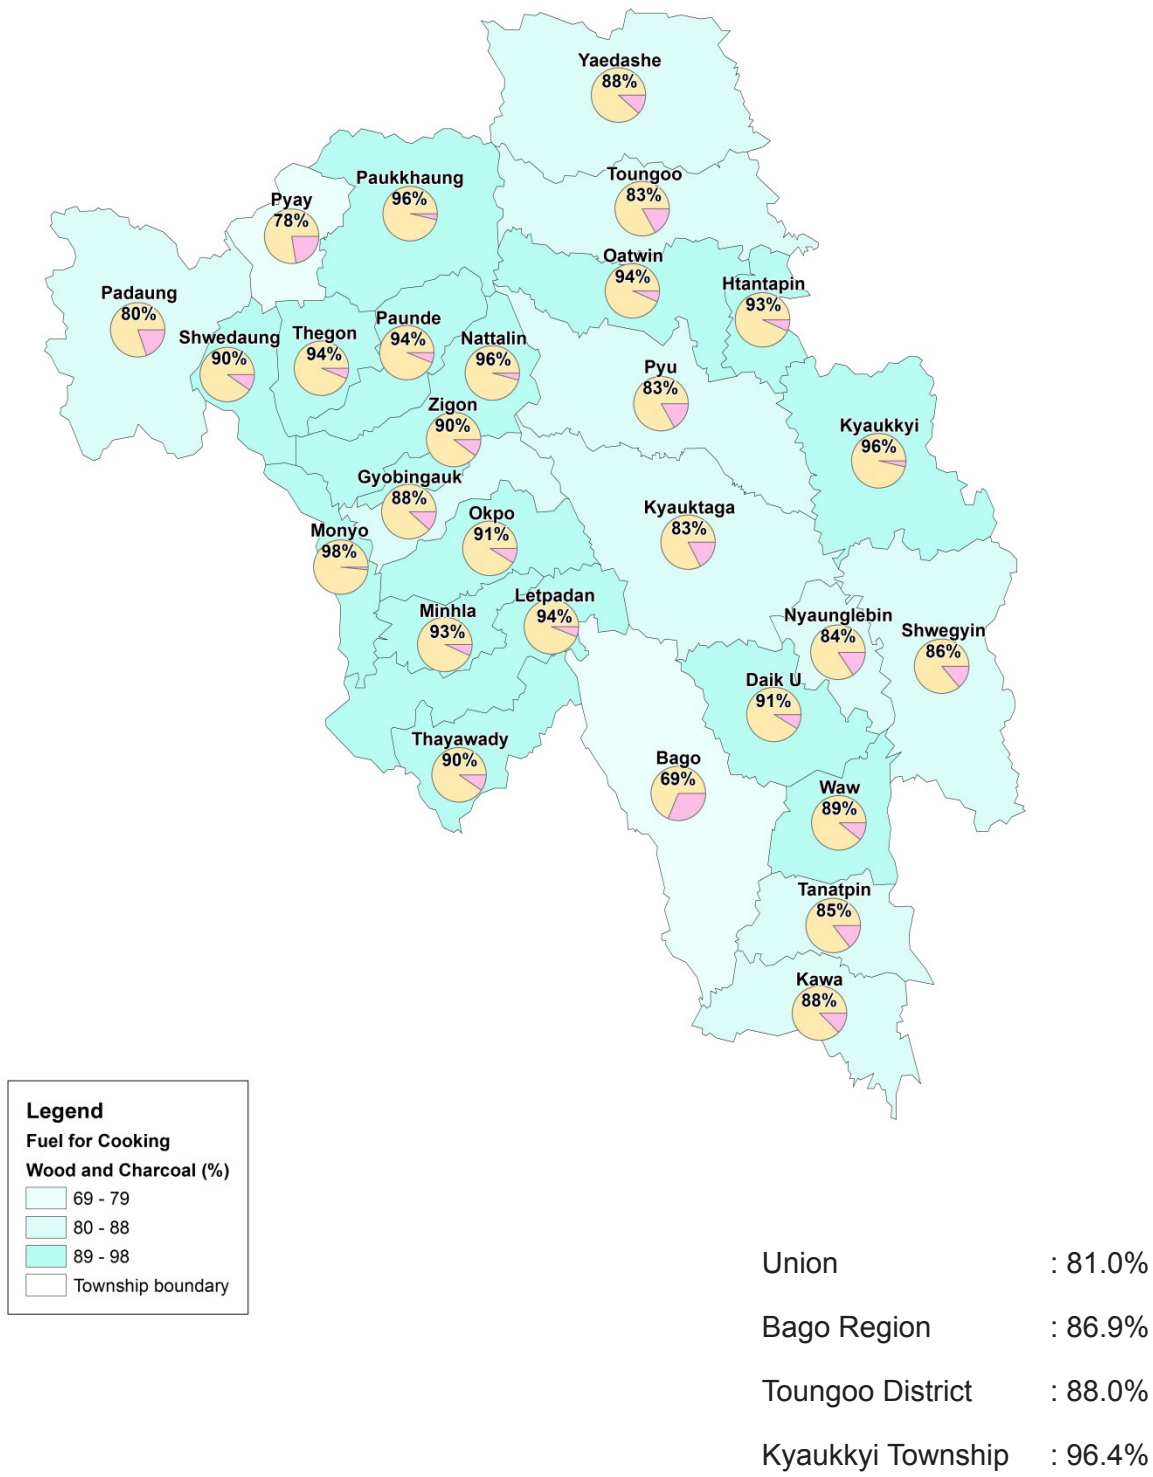 Yaedashe
88%
Toungoo
83%
Paukkhaung
96%
Pyay
78%
Oatwin
94%
Htantapin
93%
Padaung
80%
Shwedaung
90%
Thegon
94%
Paunde
94%
Nattalin
96%
Pyu
83%
Zigon
90%
Kyaukkyi
96%
Gyobingauk
88%
Okpo
91%
Kyauktaga
83%
Monyo
98%
Minhla
93%
Letpadan
94%
Nyaunglebin
84%
Shwegyin
86%
Daik U
91%
Thayawady
90%
Bago
69%
Waw
89%
Tanatpin
85%
Kawa
88%
Legend
Fuel for Cooking
Wood and Charcoal (%)
69 - 79
80 - 88
89 - 98
Township boundary
Union : 81.0%
Bago Region : 86.9%
Toungoo District : 88.0%
Kyaukkyi Township : 96.4%